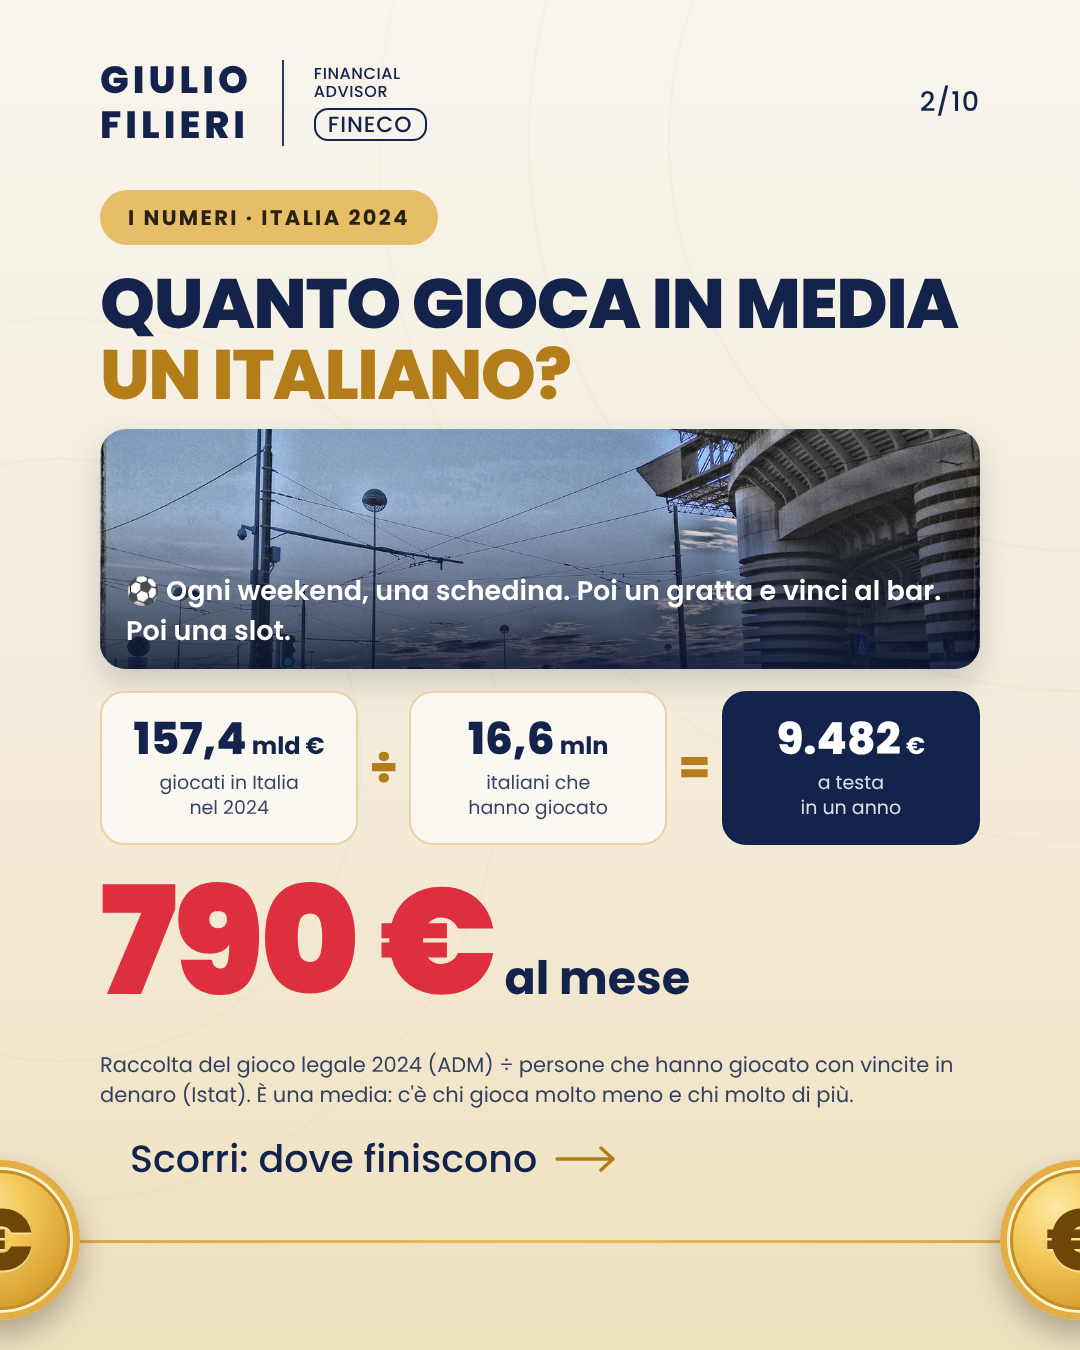 GIULIO
FILIERI
FINANCIAL
ADVISOR
FINECO
2/10
I NUMERI · ITALIA 2024
QUANTO GIOCA IN MEDIA
UN ITALIANO?
⚽ Ogni weekend, una schedina. Poi un gratta e vinci al bar.
Poi una slot.
157,4 mld €
giocati in Italia
nel 2024
÷
16,6 mln
italiani che
hanno giocato
=
9.482 €
a testa
in un anno
790 € al mese
Raccolta del gioco legale 2024 (ADM) ÷ persone che hanno giocato con vincite in
denaro (Istat). È una media: c'è chi gioca molto meno e chi molto di più.
Scorri: dove finiscono →
€
€